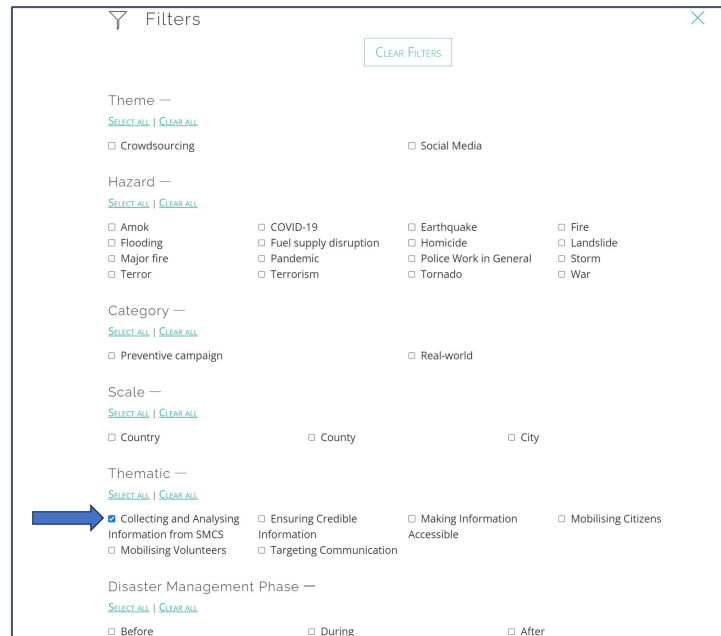 Filters
CLEAR FILTERS
Theme —
SELECT ALL | CLEAR ALL
Crowdsourcing Social Media
Hazard —
SELECT ALL | CLEAR ALL
Amok COVID-19 Earthquake Fire
Flooding Fuel supply disruption Homicide Landslide
Major fire Pandemic Police Work in General Storm
Terror Terrorism Tornado War
Category —
SELECT ALL | CLEAR ALL
Preventive campaign Real-world
Scale —
SELECT ALL | CLEAR ALL
Country County City
Thematic —
SELECT ALL | CLEAR ALL
Collecting and Analysing Ensuring Credible Making Information Mobilising Citizens
Information from SMCS Information Accessible
Mobilising Volunteers Targeting Communication
Disaster Management Phase —
SELECT ALL | CLEAR ALL
Before During After